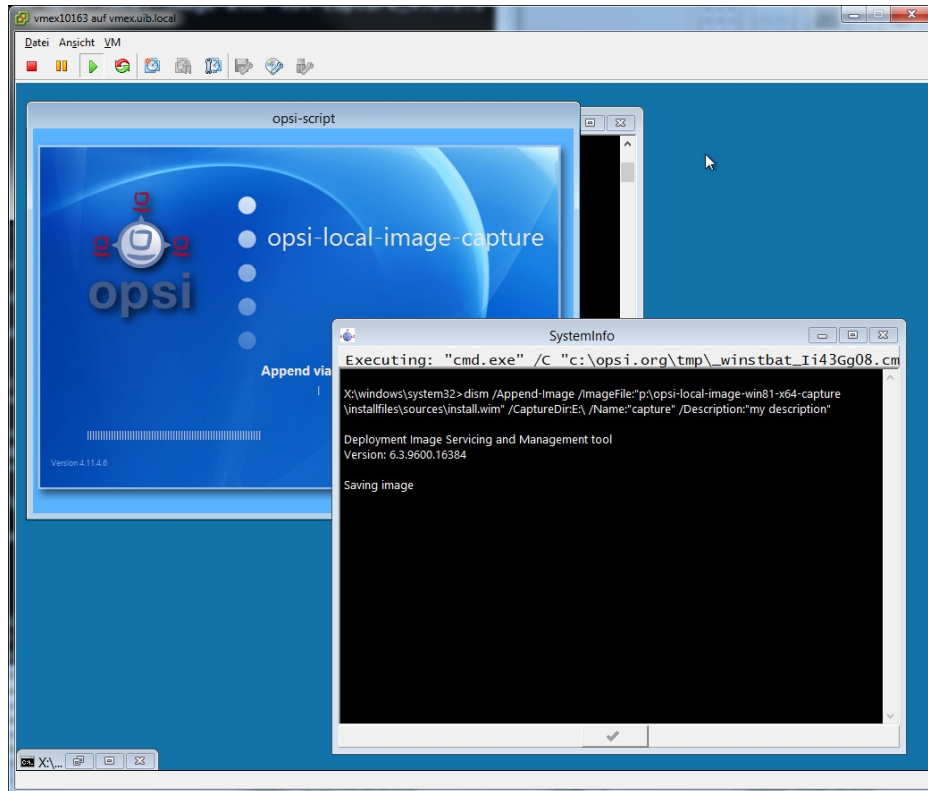 vmex10163 auf vmex.uib.local
Datei Ansicht VM
opsi-script
opsi
opsi-local-image-capture
Append via
Version 4.11.4.6
SystemInfo
Executing: "cmd.exe" /C "c:\opsi.org\tmp\_winstbat_Ii43Gg08.cm
X:\windows\system32>dism /Append-Image /ImageFile:"p:\opsi-local-image-win81-x64-capture
\installfiles\sources\install.wim" /CaptureDir:E:\ /Name:"capture" /Description:"my description"
Deployment Image Servicing and Management tool
Version: 6.3.9600.16384
Saving image
X:\...